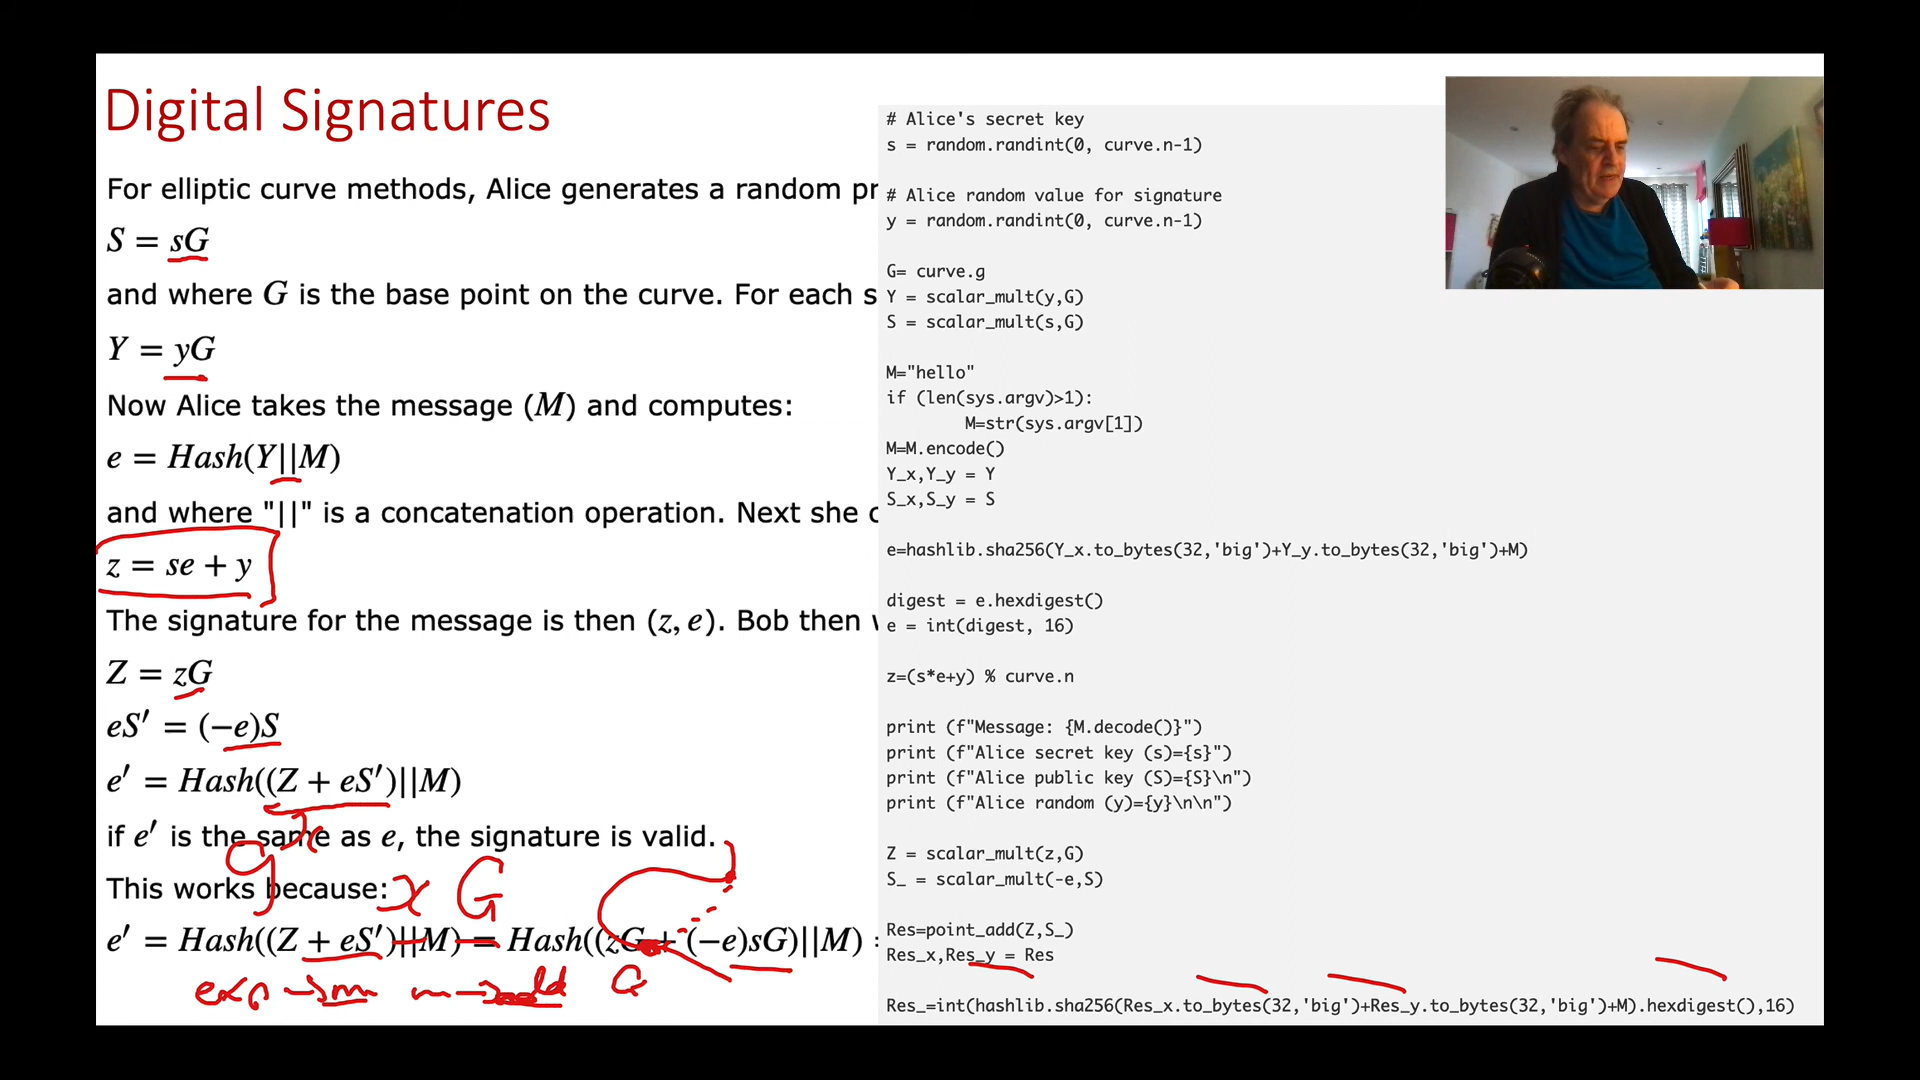 Digital Signatures
For elliptic curve methods, Alice generates a random pr
S = sG
and where G is the base point on the curve. For each s
Y = yG
Now Alice takes the message (M) and computes:
e = Hash(Y||M)
and where "||" is a concatenation operation. Next she c
z = se + y
The signature for the message is then (z, e). Bob then
Z = zG
eS′ = (−e)S
e′ = Hash((Z + eS′)||M)
if e′ is the same as e, the signature is valid.
This works because:
e′ = Hash((Z + eS′)||M) = Hash((zG + (−e)sG)||M) =
g x
x G
G
# Alice's secret key
s = random.randint(0, curve.n-1)
# Alice random value for signature
y = random.randint(0, curve.n-1)
G= curve.g
Y = scalar_mult(y,G)
S = scalar_mult(s,G)
M="hello"
if (len(sys.argv)>1):
M=str(sys.argv[1])
M=M.encode()
Y_x,Y_y = Y
S_x,S_y = S
e=hashlib.sha256(Y_x.to_bytes(32,'big')+Y_y.to_bytes(32,'big')+M)
digest = e.hexdigest()
e = int(digest, 16)
z=(s*e+y) % curve.n
print (f"Message: {M.decode()}")
print (f"Alice secret key (s)={s}")
print (f"Alice public key (S)={S}\n")
print (f"Alice random (y)={y}\n\n")
Z = scalar_mult(z,G)
S_ = scalar_mult(-e,S)
Res=point_add(Z,S_)
Res_x,Res_y = Res
Res_=int(hashlib.sha256(Res_x.to_bytes(32,'big')+Res_y.to_bytes(32,'big')+M).hexdigest(),16)